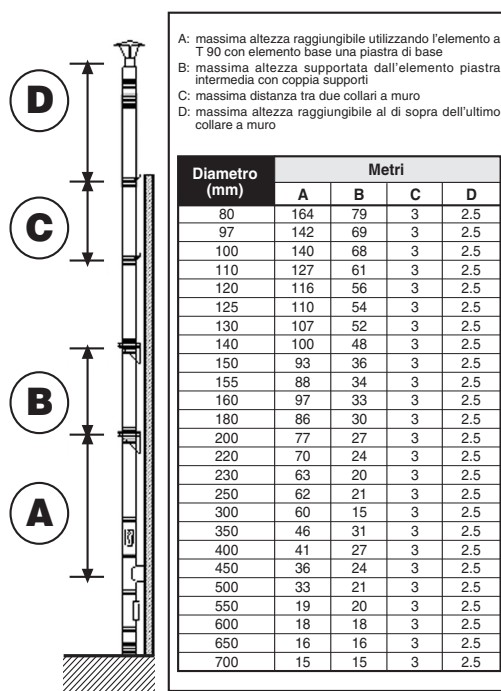 D
C
B
A
A: massima altezza raggiungibile utilizzando l'elemento a
T 90 con elemento base una piastra di base
B: massima altezza supportata dall'elemento piastra
intermedia con coppia supporti
C: massima distanza tra due collari a muro
D: massima altezza raggiungibile al di sopra dell'ultimo
collare a muro
Diametro (mm) Metri
A B C D
80 164 79 3 2.5
97 142 69 3 2.5
100 140 68 3 2.5
110 127 61 3 2.5
120 116 56 3 2.5
125 110 54 3 2.5
130 107 52 3 2.5
140 100 48 3 2.5
150 93 36 3 2.5
155 88 34 3 2.5
160 97 33 3 2.5
180 86 30 3 2.5
200 77 27 3 2.5
220 70 24 3 2.5
230 63 20 3 2.5
250 62 21 3 2.5
300 60 15 3 2.5
350 46 31 3 2.5
400 41 27 3 2.5
450 36 24 3 2.5
500 33 21 3 2.5
550 19 20 3 2.5
600 18 18 3 2.5
650 16 16 3 2.5
700 15 15 3 2.5